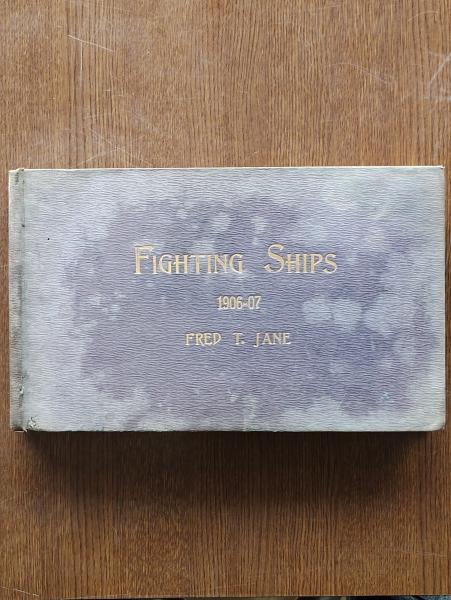 FIGHTING SHIPS
1906-07
FRED T. JANE